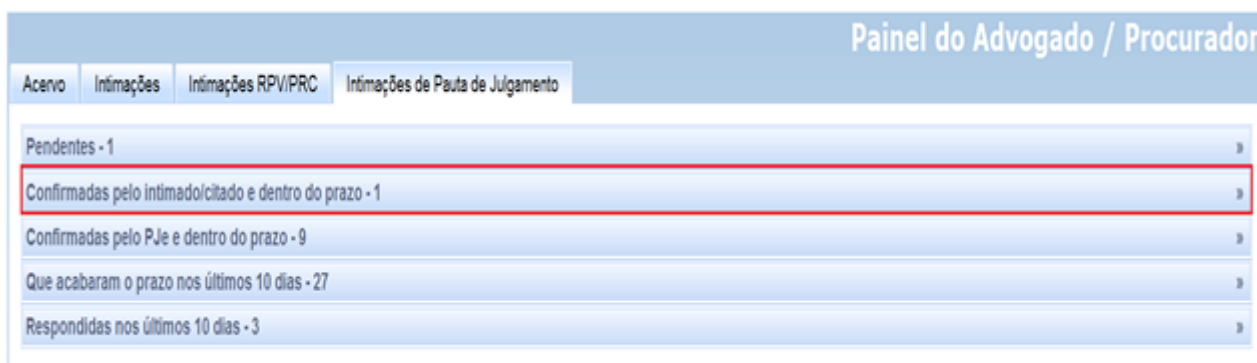 Painel do Advogado / Procurador
Acervo Intimações Intimações RPV/PRC Intimações de Pauta de Julgamento
Pendentes - 1
Confirmadas pelo intimado/citado e dentro do prazo - 1
Confirmadas pelo PJe e dentro do prazo - 9
Que acabaram o prazo nos últimos 10 dias - 27
Respondidas nos últimos 10 dias - 3